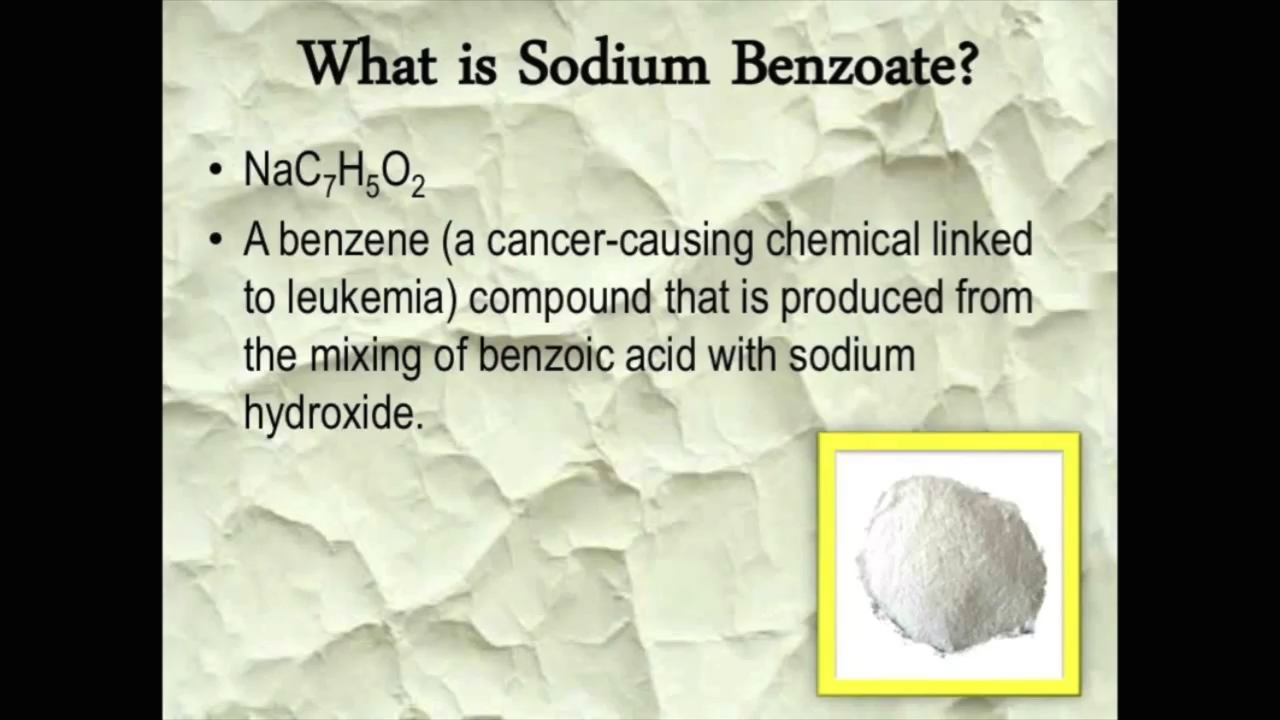 What is Sodium Benzoate?
• NaC₇H₅O₂
• A benzene (a cancer-causing chemical linked
to leukemia) compound that is produced from
the mixing of benzoic acid with sodium
hydroxide.